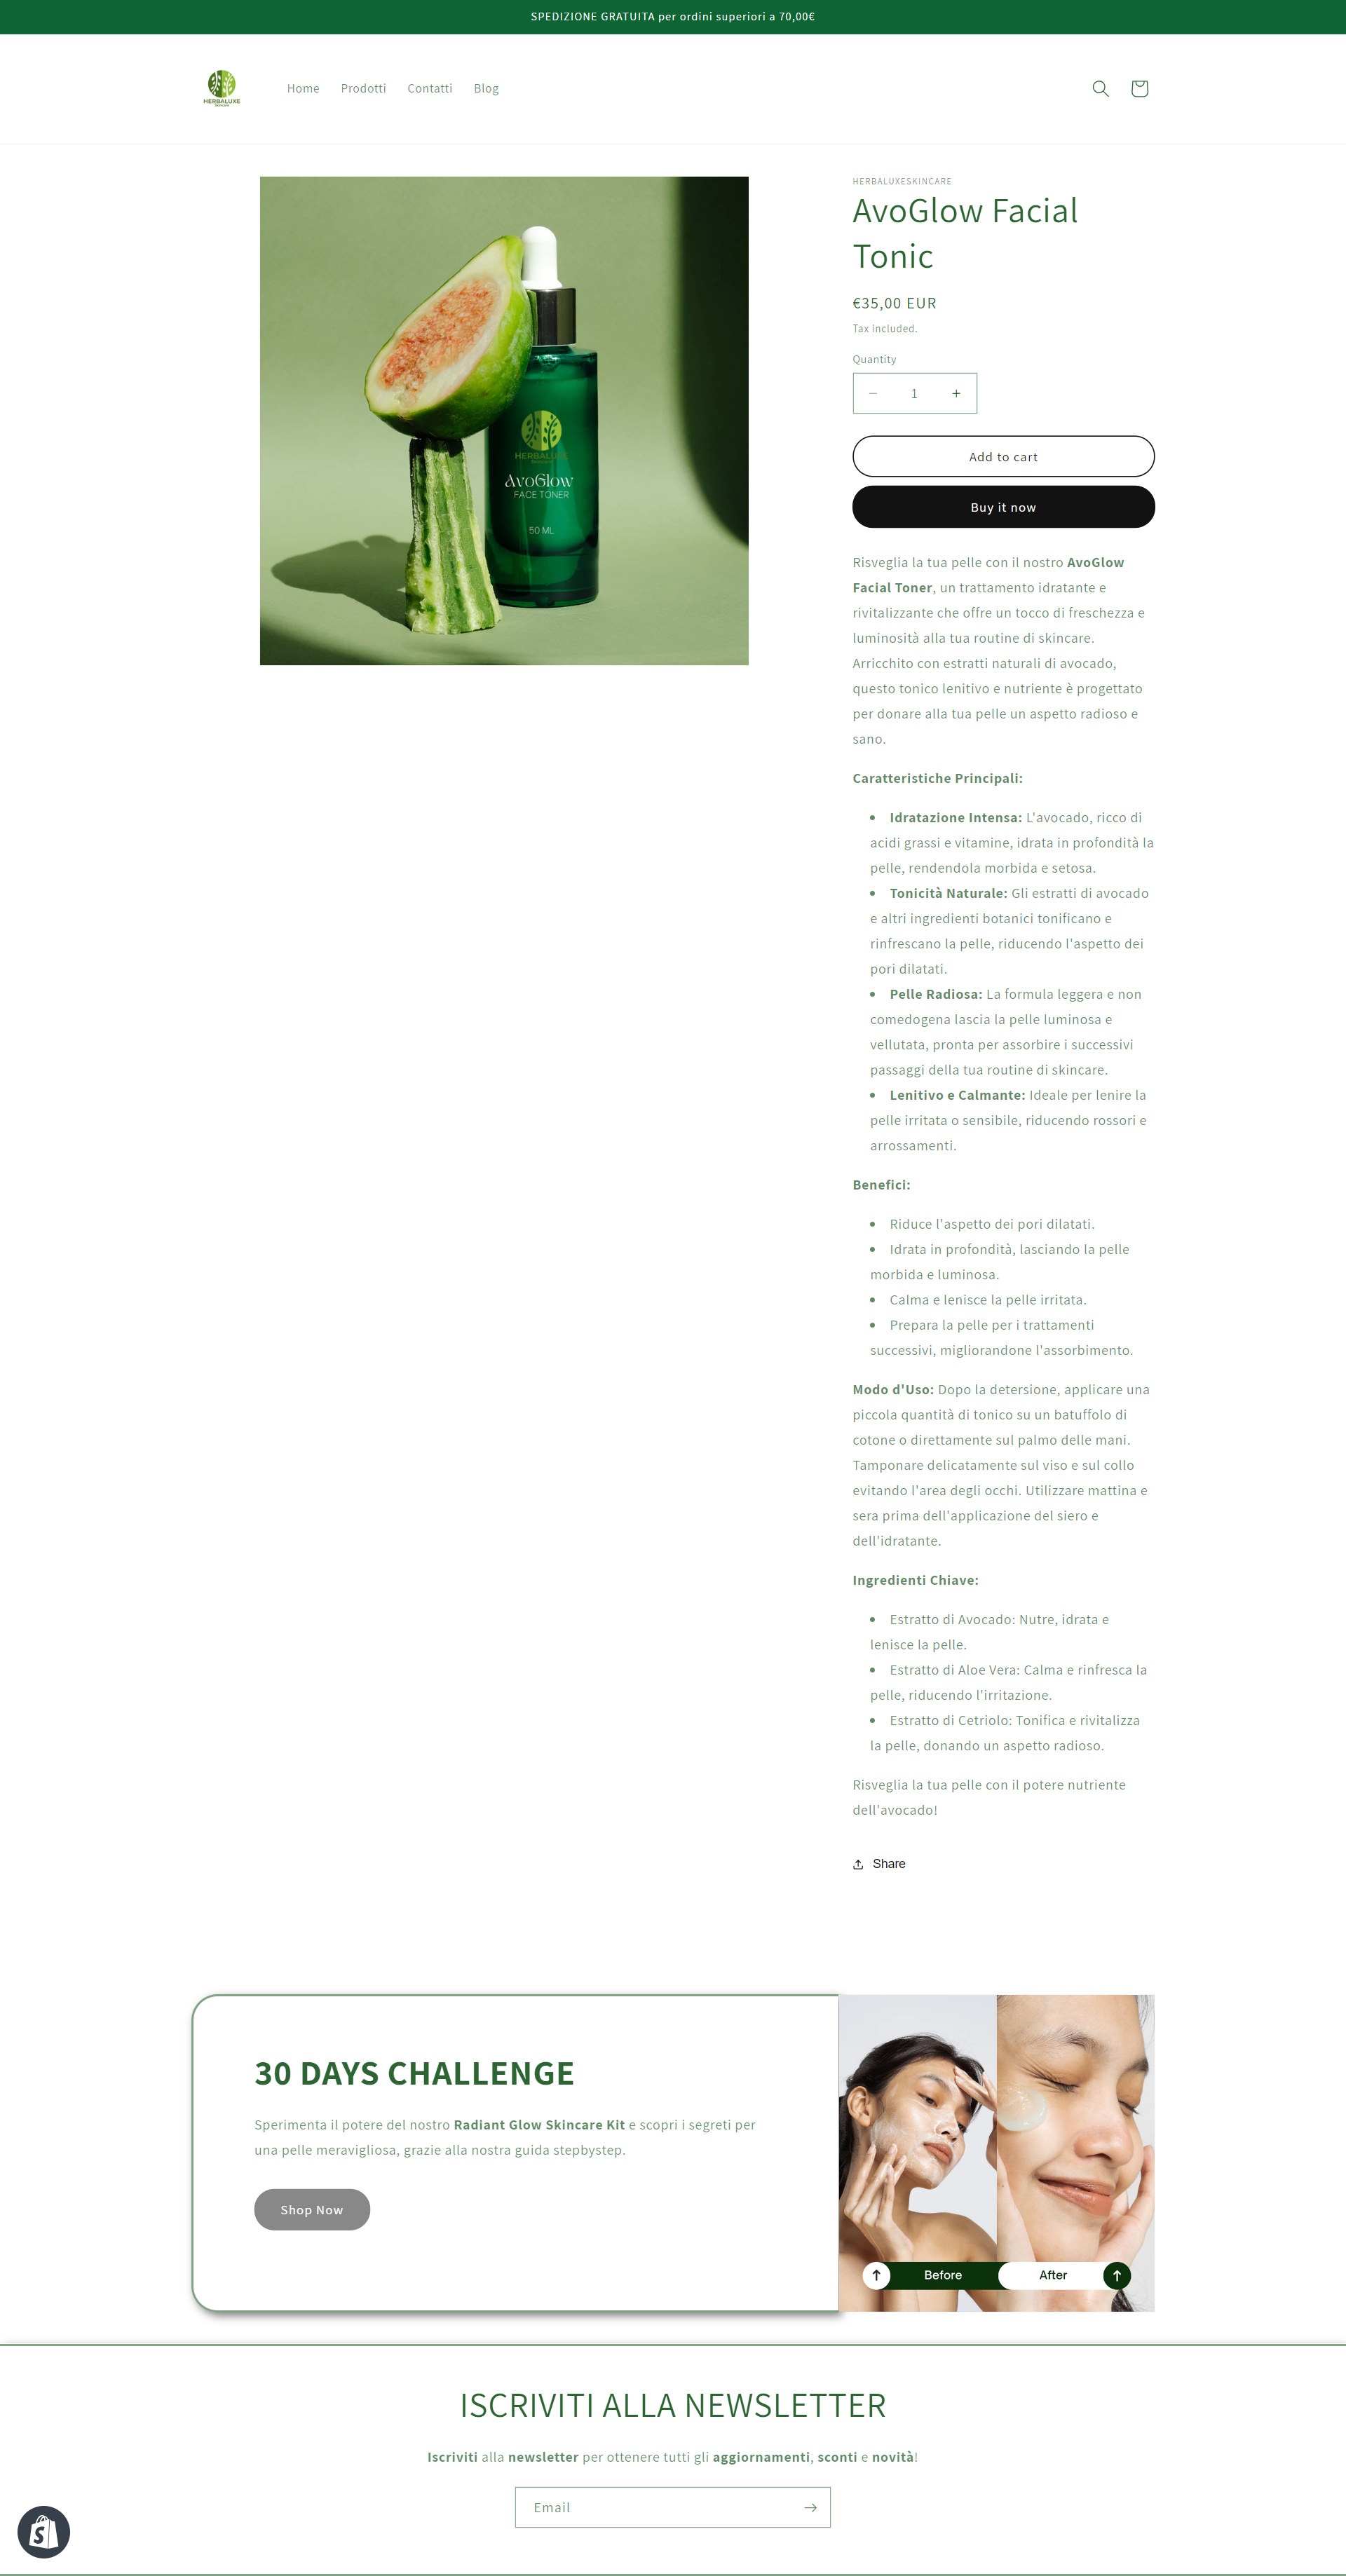 SPEDIZIONE GRATUITA per ordini superiori a 70,00€
HERBALUXE
Skincare
Home
Prodotti
Contatti
Blog
HERBALUXE
AvoGlow
FACE TONER
50 ML
HERBALUXESKINCARE
AvoGlow Facial
Tonic
€35,00 EUR
Tax included.
Quantity
− 1 +
Add to cart
Buy it now
Risveglia la tua pelle con il nostro AvoGlow
Facial Toner, un trattamento idratante e
rivitalizzante che offre un tocco di freschezza e
luminosità alla tua routine di skincare.
Arricchito con estratti naturali di avocado,
questo tonico lenitivo e nutriente è progettato
per donare alla tua pelle un aspetto radioso e
sano.
Caratteristiche Principali:
• Idratazione Intensa: L'avocado, ricco di
acidi grassi e vitamine, idrata in profondità la
pelle, rendendola morbida e setosa.
• Tonicità Naturale: Gli estratti di avocado
e altri ingredienti botanici tonificano e
rinfrescano la pelle, riducendo l'aspetto dei
pori dilatati.
• Pelle Radiosa: La formula leggera e non
comedogena lascia la pelle luminosa e
vellutata, pronta per assorbire i successivi
passaggi della tua routine di skincare.
• Lenitivo e Calmante: Ideale per lenire la
pelle irritata o sensibile, riducendo rossori e
arrossamenti.
Benefici:
• Riduce l'aspetto dei pori dilatati.
• Idrata in profondità, lasciando la pelle
morbida e luminosa.
• Calma e lenisce la pelle irritata.
• Prepara la pelle per i trattamenti
successivi, migliorandone l'assorbimento.
Modo d'Uso: Dopo la detersione, applicare una
piccola quantità di tonico su un batuffolo di
cotone o direttamente sul palmo delle mani.
Tamponare delicatamente sul viso e sul collo
evitando l'area degli occhi. Utilizzare mattina e
sera prima dell'applicazione del siero e
dell'idratante.
Ingredienti Chiave:
• Estratto di Avocado: Nutre, idrata e
lenisce la pelle.
• Estratto di Aloe Vera: Calma e rinfresca la
pelle, riducendo l'irritazione.
• Estratto di Cetriolo: Tonifica e rivitalizza
la pelle, donando un aspetto radioso.
Risveglia la tua pelle con il potere nutriente
dell'avocado!
Share
30 DAYS CHALLENGE
Sperimenta il potere del nostro Radiant Glow Skincare Kit e scopri i segreti per
una pelle meravigliosa, grazie alla nostra guida stepbystep.
Shop Now
Before
After
ISCRIVITI ALLA NEWSLETTER
Iscriviti alla newsletter per ottenere tutti gli aggiornamenti, sconti e novità!
Email